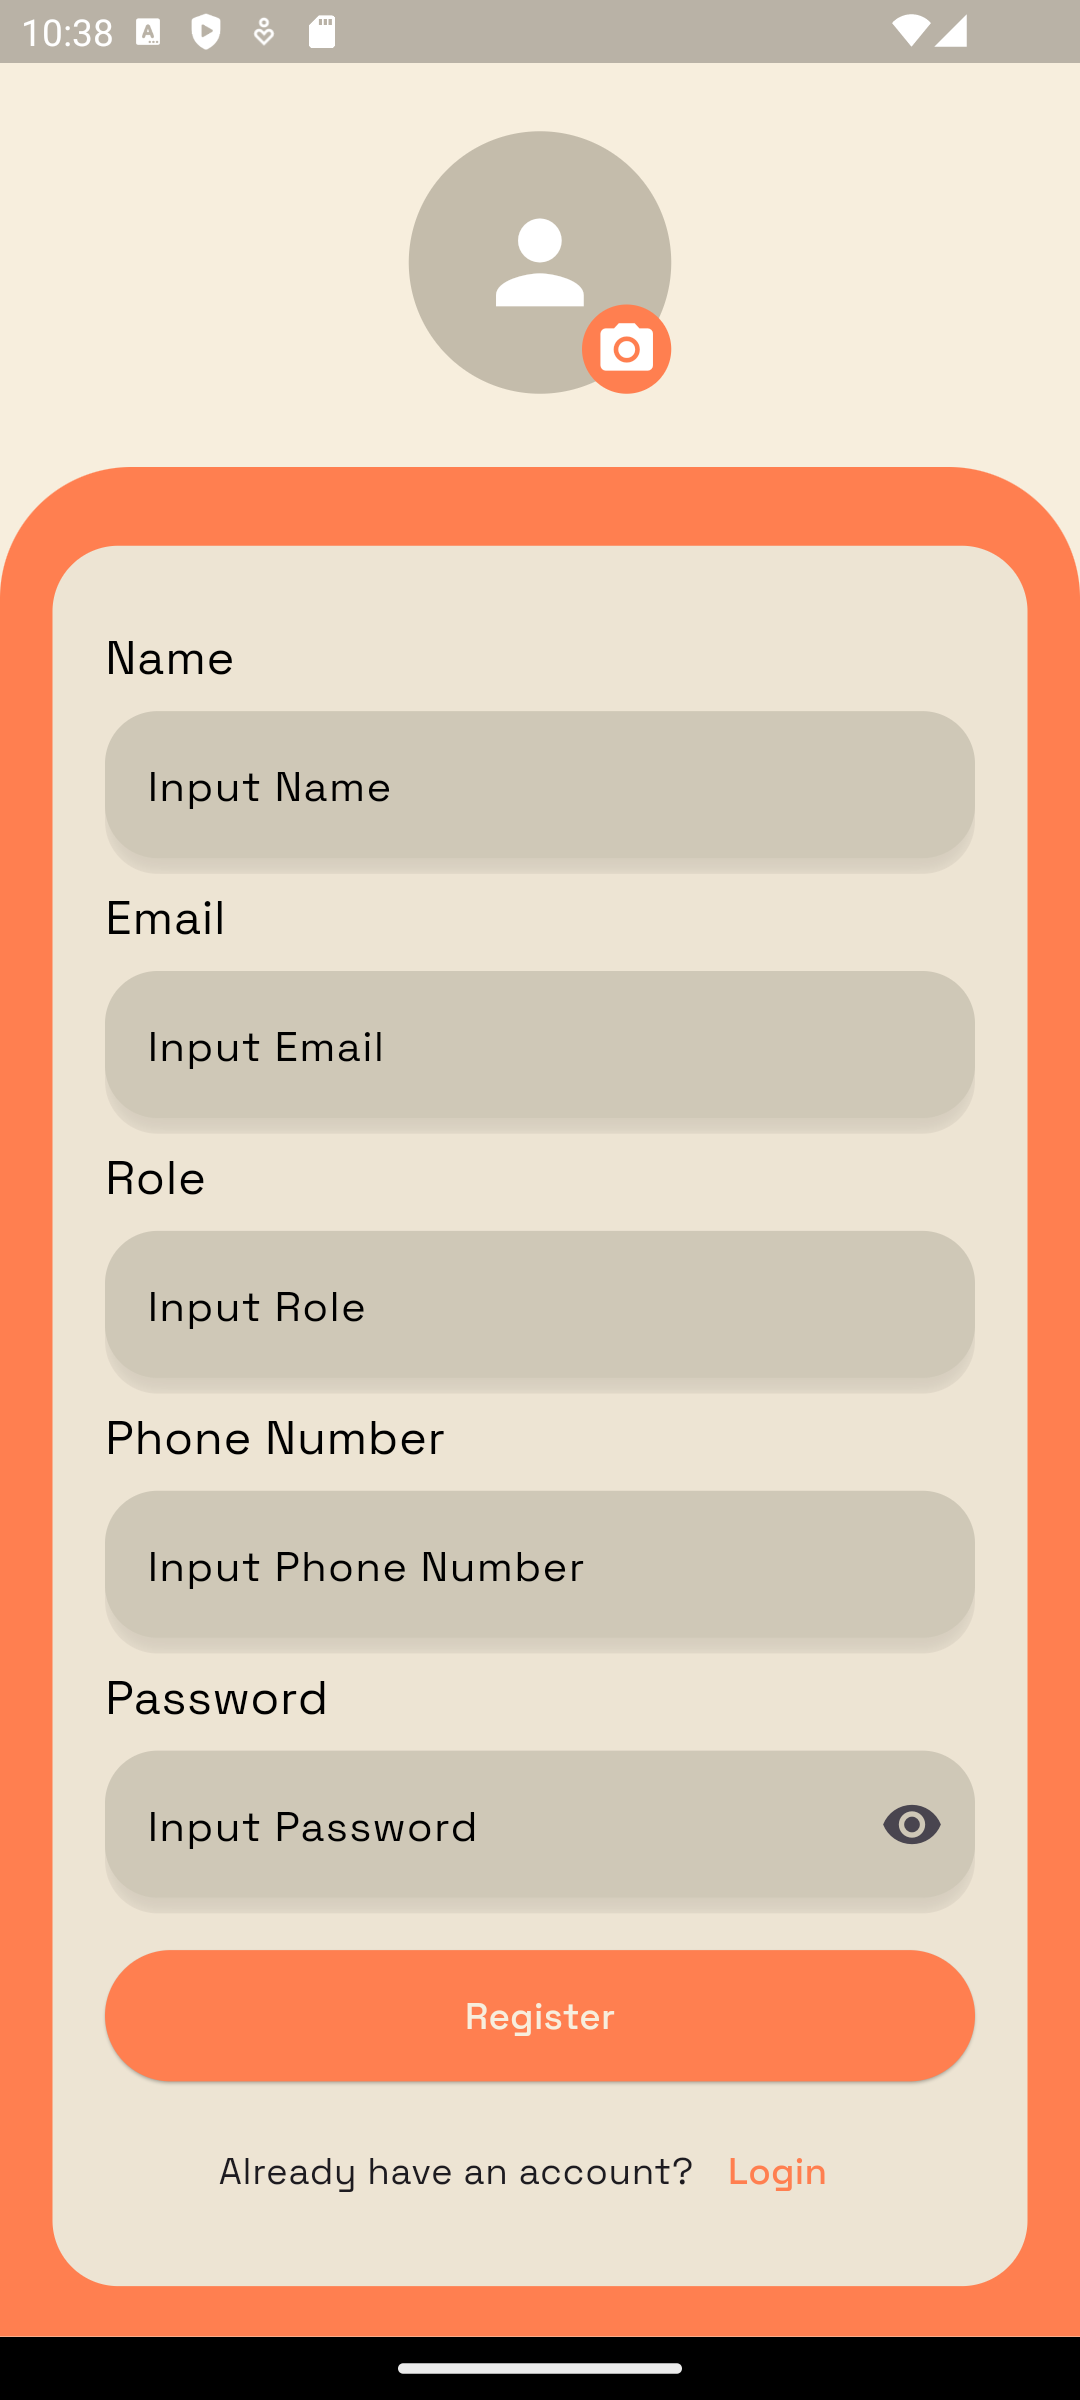 10:38
Name
Input Name
Email
Input Email
Role
Input Role
Phone Number
Input Phone Number
Password
Input Password
Register
Already have an account? Login